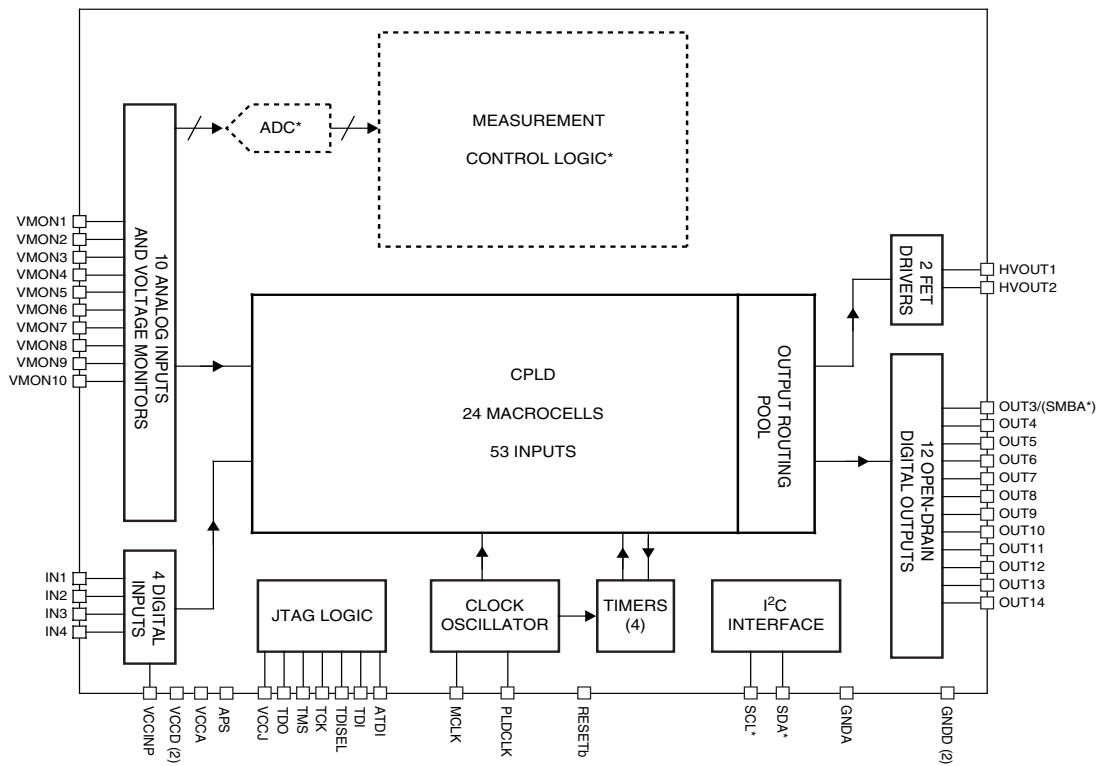 ADC*
MEASUREMENT
CONTROL LOGIC*
VMON1
VMON2
VMON3
VMON4
VMON5
VMON6
VMON7
VMON8
VMON9
VMON10
10 ANALOG INPUTS
AND VOLTAGE MONITORS
CPLD
24 MACROCELLS
53 INPUTS
OUTPUT ROUTING
POOL
2 FET
DRIVERS
HVOUT1
HVOUT2
12 OPEN-DRAIN
DIGITAL OUTPUTS
OUT3/(SMBA*)
OUT4
OUT5
OUT6
OUT7
OUT8
OUT9
OUT10
OUT11
OUT12
OUT13
OUT14
IN1
IN2
IN3
IN4
4 DIGITAL
INPUTS
JTAG LOGIC
CLOCK
OSCILLATOR
TIMERS
(4)
I²C
INTERFACE
VCCINP
VCCD (2)
VCCA
APS
VCCJ
TDO
TMS
TCK
TDISEL
TDI
ATDI
MCLK
PLDCLK
RESETb
SCL*
SDA*
GNDA
GNDD (2)